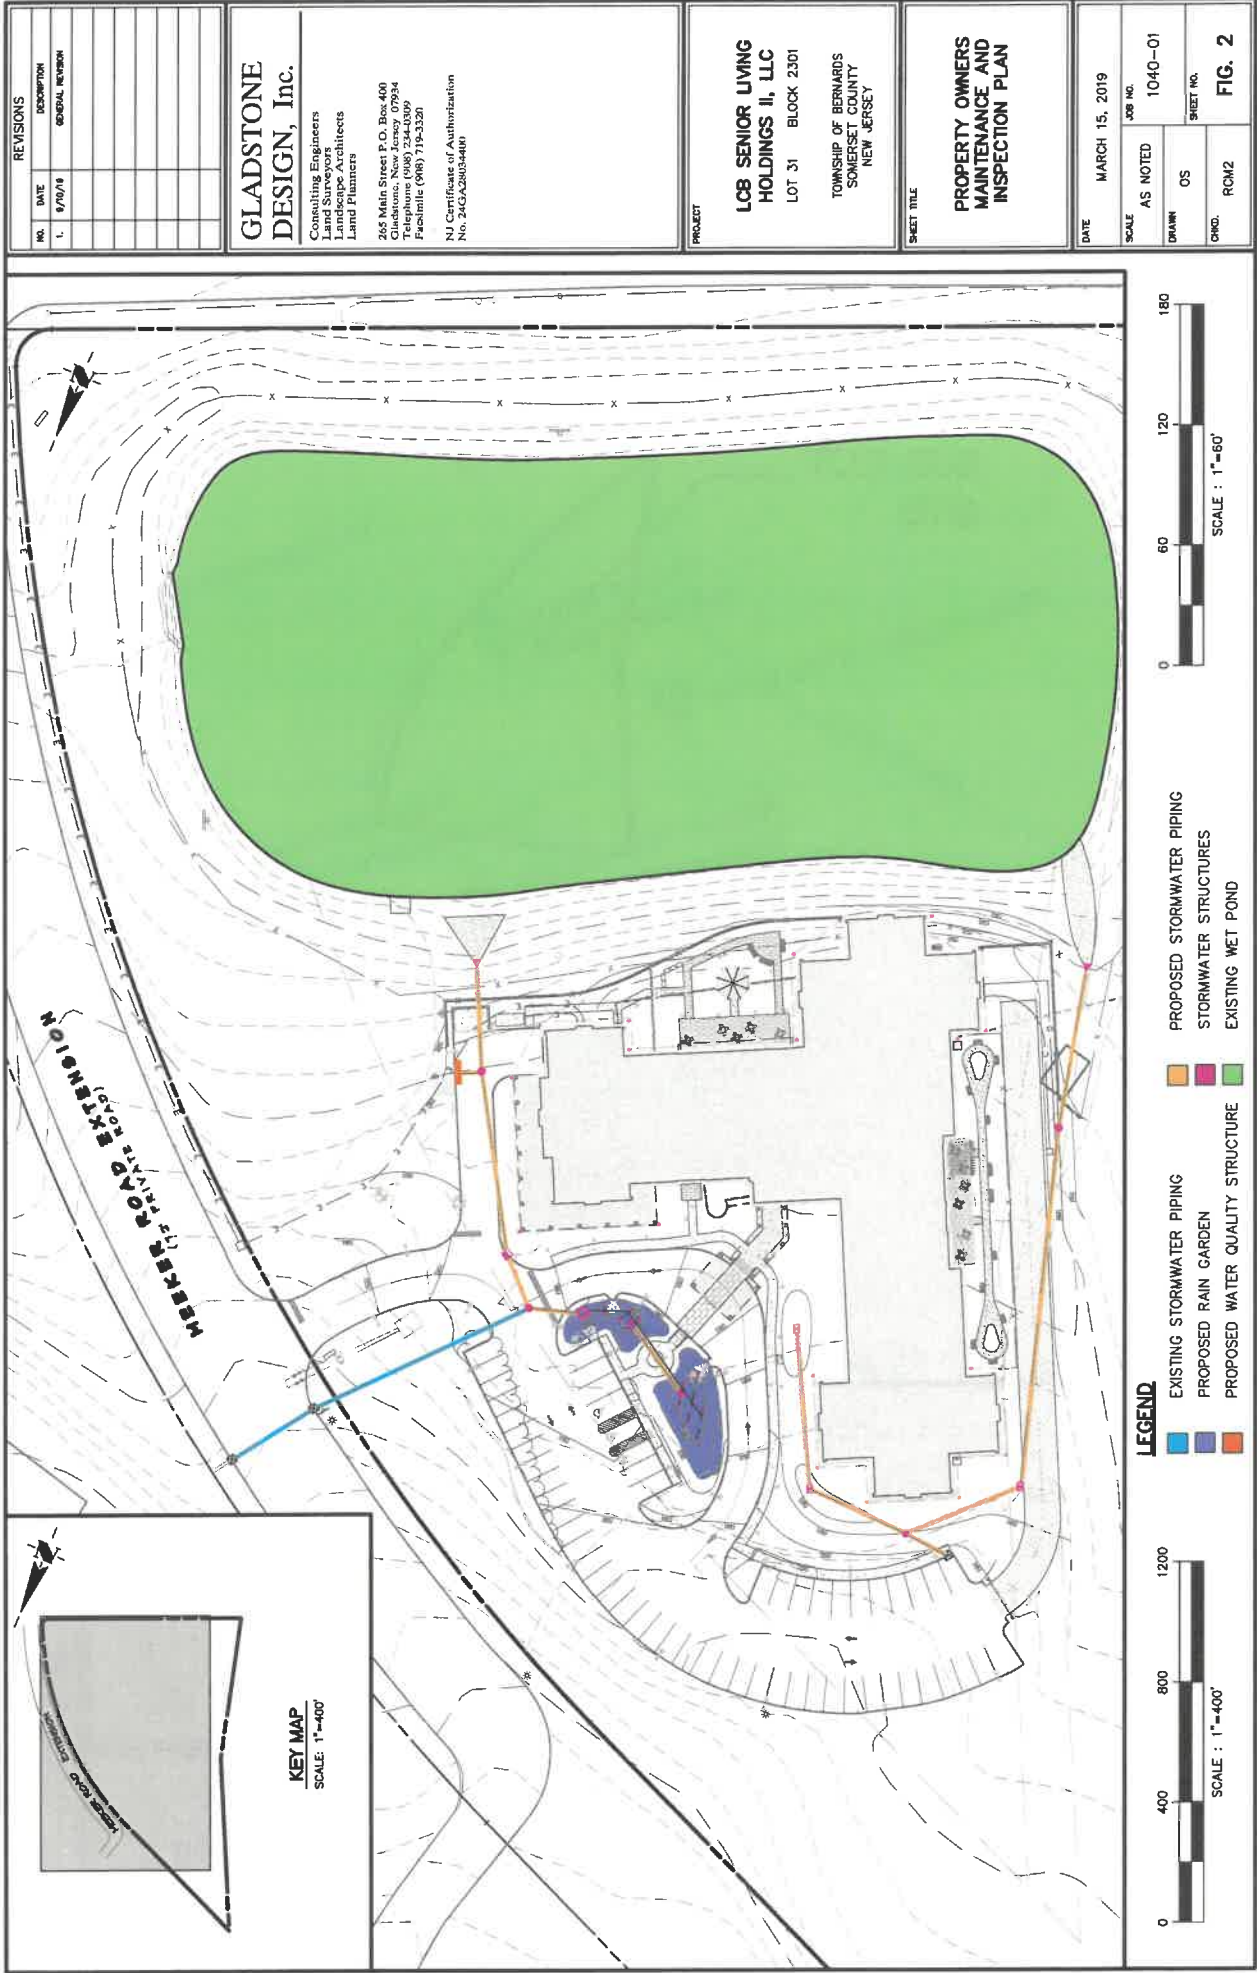 REVISIONS
NO. DATE DESCRIPTION
1. 9/10/19 GENERAL REVISION
GLADSTONE
DESIGN, Inc.
Consulting Engineers
Land Surveyors
Landscape Architects
Land Planners
265 Main Street P.O. Box 400
Gladstone, New Jersey 07934
Telephone (908) 234-0309
Facsimile (908) 719-3320
NJ Certificate of Authorization
No. 24GA28034400
PROJECT
LCB SENIOR LIVING
HOLDINGS II, LLC
LOT 31 BLOCK 2301
TOWNSHIP OF BERNARDS
SOMERSET COUNTY
NEW JERSEY
SHEET TITLE
PROPERTY OWNERS
MAINTENANCE AND
INSPECTION PLAN
DATE
MARCH 15, 2019
SCALE AS NOTED
JOB NO. 1040-01
DRAWN OS
CHKD. RCM2
SHEET NO.
FIG. 2
MEEKER ROAD EXTENSION
KEY MAP
SCALE: 1"=400'
MEEKER ROAD EXTENSION
LEGEND
EXISTING STORMWATER PIPING
PROPOSED RAIN GARDEN
PROPOSED WATER QUALITY STRUCTURE
PROPOSED STORMWATER PIPING
STORMWATER STRUCTURES
EXISTING WET POND
0 400 800 1200
SCALE : 1"=400'
0 60 120 180
SCALE : 1"=60'